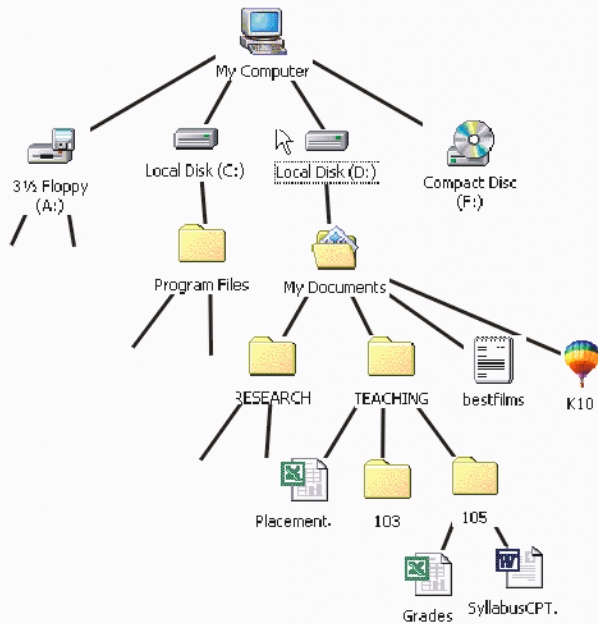 My Computer
3½ Floppy
(A:)
Local Disk (C:)
Local Disk (D:)
Compact Disc
(F:)
Program Files
My Documents
RESEARCH
TEACHING
bestfilms
K10
Placement.
103
105
Grades
SyllabusCPT.